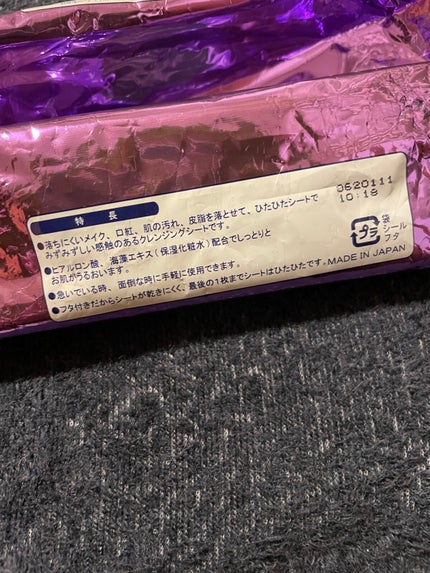 特長
●落ちにくいメイク、口紅、肌の汚れ、皮脂を落とせて、ひたひたシートで
みずみずしい感触のあるクレンジングシートです。
●ヒアルロン酸、海藻エキス(保湿化粧水)配合でしっとりと
お肌がうるおいます。
●急いでいる時、面倒な時に手軽に使用できます。
●フタ付きだからシートが乾きにくく、最後の1枚までシートはひたひたです。
0620111
10:18
プラ
袋
シール
フタ
MADE IN JAPAN